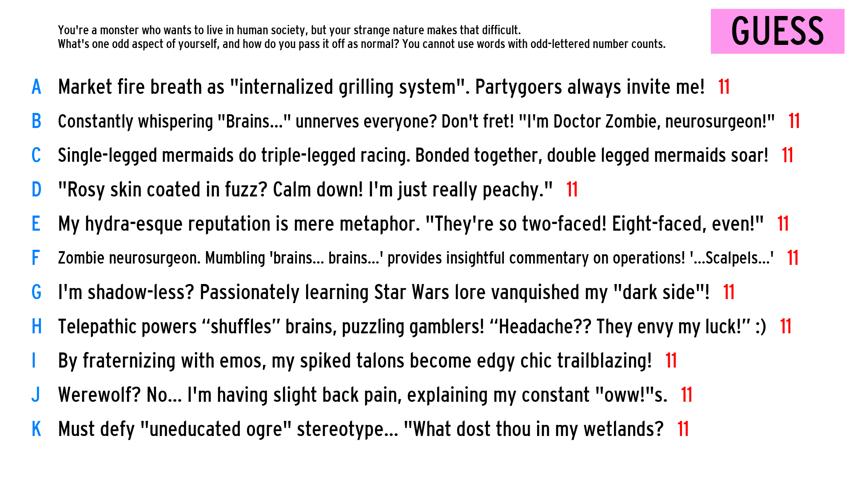 You're a monster who wants to live in human society, but your strange nature makes that difficult.
What's one odd aspect of yourself, and how do you pass it off as normal? You cannot use words with odd-lettered number counts.
GUESS
A Market fire breath as "internalized grilling system". Partygoers always invite me! 11
B Constantly whispering "Brains..." unnerves everyone? Don't fret! "I'm Doctor Zombie, neurosurgeon!" 11
C Single-legged mermaids do triple-legged racing. Bonded together, double legged mermaids soar! 11
D "Rosy skin coated in fuzz? Calm down! I'm just really peachy." 11
E My hydra-esque reputation is mere metaphor. "They're so two-faced! Eight-faced, even!" 11
F Zombie neurosurgeon. Mumbling 'brains... brains...' provides insightful commentary on operations! '...Scalpels...' 11
G I'm shadow-less? Passionately learning Star Wars lore vanquished my "dark side"! 11
H Telepathic powers “shuffles” brains, puzzling gamblers! “Headache?? They envy my luck!” :) 11
I By fraternizing with emos, my spiked talons become edgy chic trailblazing! 11
J Werewolf? No... I'm having slight back pain, explaining my constant "oww!"s. 11
K Must defy "uneducated ogre" stereotype... "What dost thou in my wetlands? 11